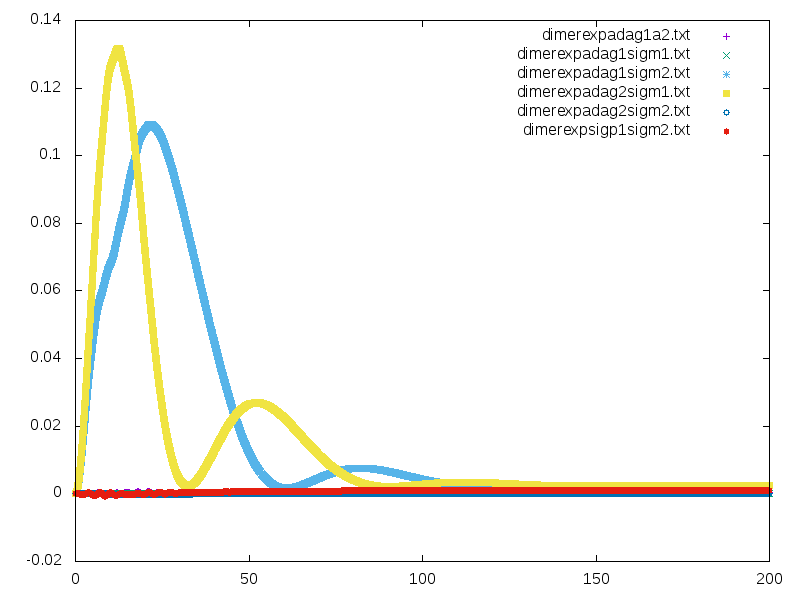 0.14
0.12
0.1
0.08
0.06
0.04
0.02
0
-0.02
0 50 100 150 200
dimerexpadag1a2.txt
dimerexpadag1sigm1.txt
dimerexpadag1sigm2.txt
dimerexpadag2sigm1.txt
dimerexpadag2sigm2.txt
dimerexpsigp1sigm2.txt